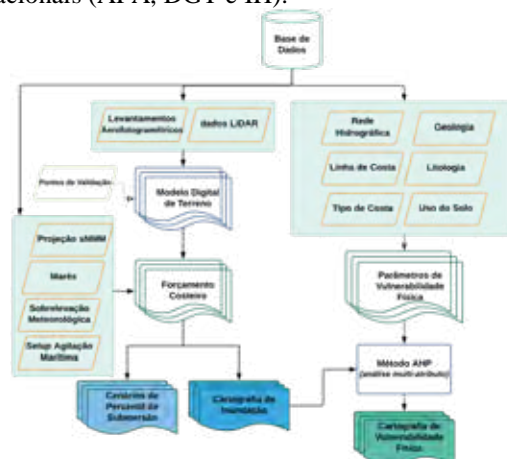 (APA, DGT e IH).
Base de
Dados
Levantamentos
Aerofotogramétricos
dados LiDAR
Rede
Hidrográfica
Geologia
Linha de Costa
Litologia
Tipo de Costa
Uso do Solo
Pontos de Validação
Modelo Digital
de Terreno
Projeção sNMM
Marés
Sobrelevação
Meteorológica
Setup Agitação
Marítima
Forçamento
Costeiro
Parâmetros de
Vulnerabilidade
Física
Cenários de
Percentil de
Submersão
Cartografia de
Inundação
Método AHP
(análise multi-atributo)
Cartografia de
Vulnerabilidade
Física